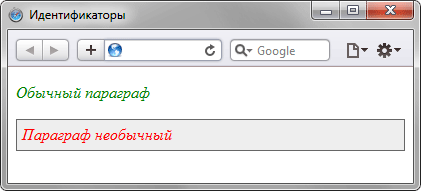 Идентификаторы
Google
Обычный параграф
Параграф необычный